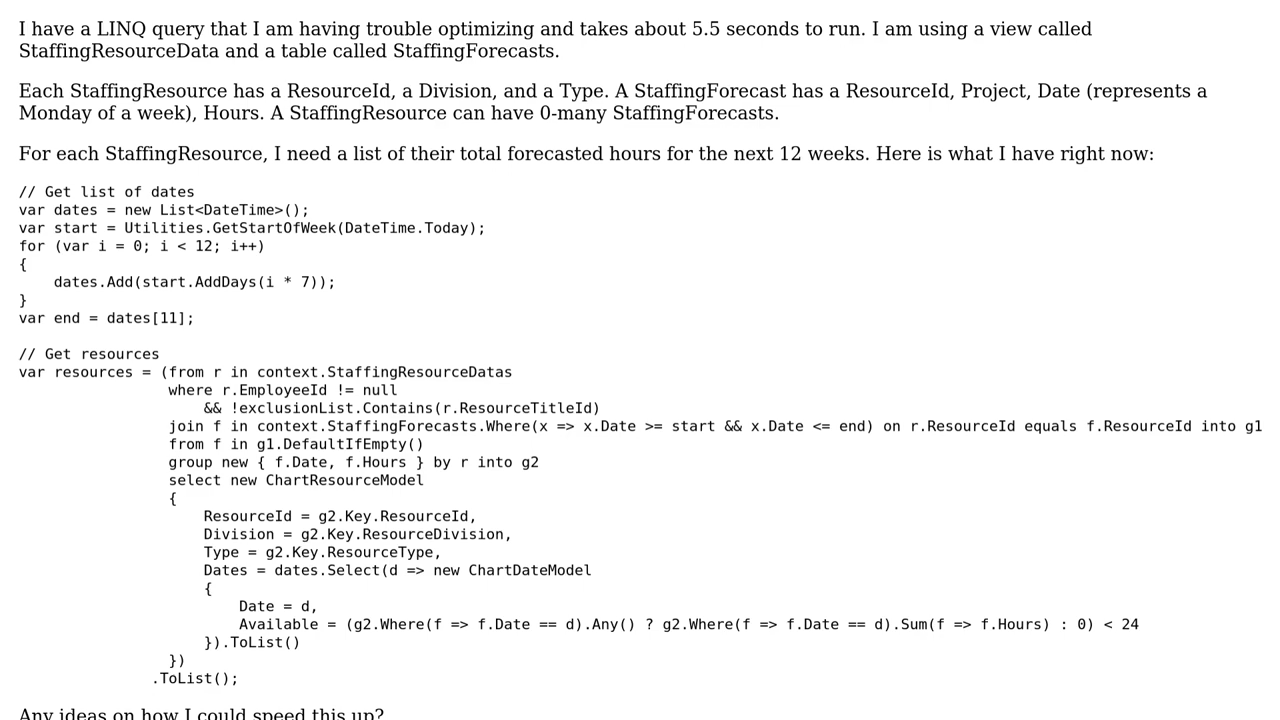 I have a LINQ query that I am having trouble optimizing and takes about 5.5 seconds to run. I am using a view called
StaffingResourceData and a table called StaffingForecasts.
Each StaffingResource has a ResourceId, a Division, and a Type. A StaffingForecast has a ResourceId, Project, Date (represents a
Monday of a week), Hours. A StaffingResource can have 0-many StaffingForecasts.
For each StaffingResource, I need a list of their total forecasted hours for the next 12 weeks. Here is what I have right now:
// Get list of dates
var dates = new List<DateTime>();
var start = Utilities.GetStartOfWeek(DateTime.Today);
for (var i = 0; i < 12; i++)
{
    dates.Add(start.AddDays(i * 7));
}
var end = dates[11];
// Get resources
var resources = (from r in context.StaffingResourceDatas
                 where r.EmployeeId != null
                     && !exclusionList.Contains(r.ResourceTitleId)
                 join f in context.StaffingForecasts.Where(x => x.Date >= start && x.Date <= end) on r.ResourceId equals f.ResourceId into g1
                 from f in g1.DefaultIfEmpty()
                 group new { f.Date, f.Hours } by r into g2
                 select new ChartResourceModel
                 {
                     ResourceId = g2.Key.ResourceId,
                     Division = g2.Key.ResourceDivision,
                     Type = g2.Key.ResourceType,
                     Dates = dates.Select(d => new ChartDateModel
                     {
                         Date = d,
                         Available = (g2.Where(f => f.Date == d).Any() ? g2.Where(f => f.Date == d).Sum(f => f.Hours) : 0) < 24
                     }).ToList()
                 })
               .ToList();
Any ideas on how I could speed this up?